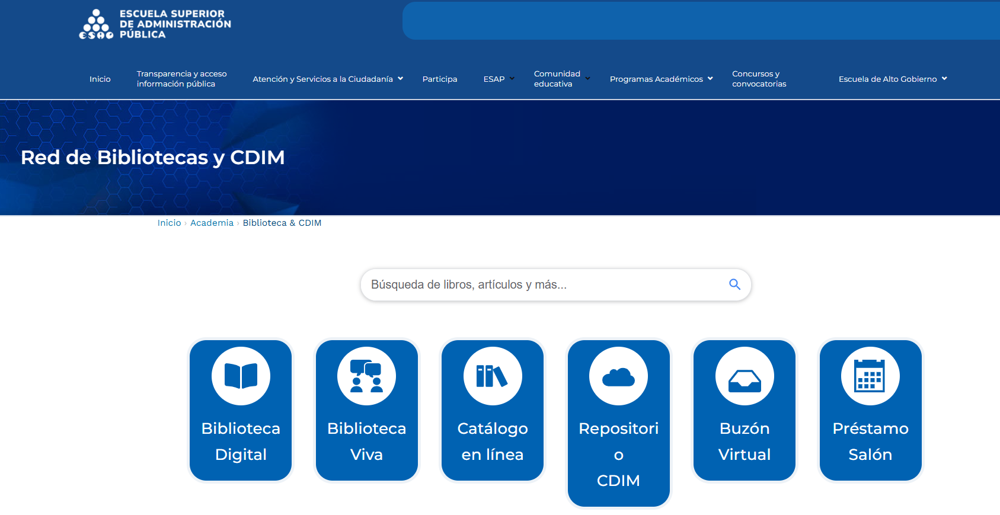 ESCUELA SUPERIOR
DE ADMINISTRACIÓN
PÚBLICA
ESAP
Inicio
Transparencia y acceso
información pública
Atención y Servicios a la Ciudadanía
Participa
ESAP
Comunidad
educativa
Programas Académicos
Concursos y
convocatorias
Escuela de Alto Gobierno
Red de Bibliotecas y CDIM
Inicio › Academia › Biblioteca & CDIM
Búsqueda de libros, artículos y más...
Biblioteca
Digital
Biblioteca
Viva
Catálogo
en línea
Repositori
o
CDIM
Buzón
Virtual
Préstamo
Salón